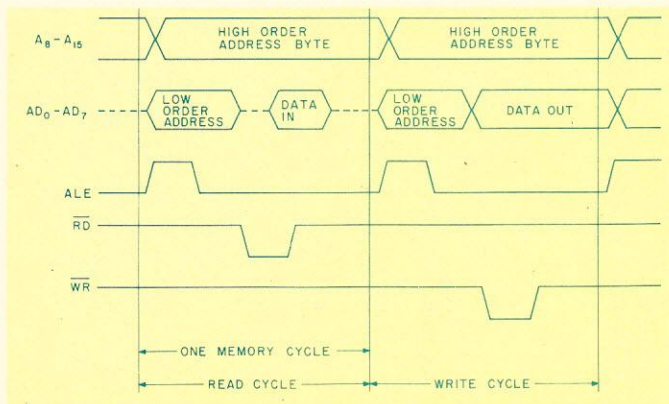 A8 – A15
HIGH ORDER
ADDRESS BYTE
HIGH ORDER
ADDRESS BYTE
AD0 – AD7
LOW
ORDER
ADDRESS
DATA
IN
LOW
ORDER
ADDRESS
DATA OUT
ALE
RD
WR
ONE MEMORY CYCLE
READ CYCLE
WRITE CYCLE